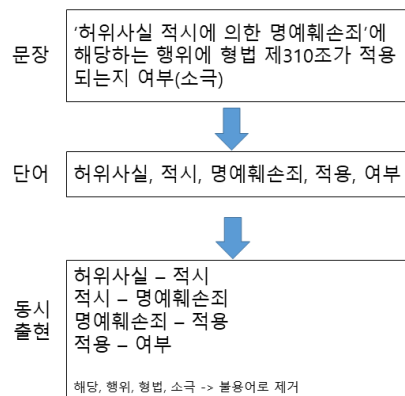 문장
'허위사실 적시에 의한 명예훼손죄'에
해당하는 행위에 형법 제310조가 적용
되는지 여부(소극)
단어
허위사실, 적시, 명예훼손죄, 적용, 여부
동시
출현
허위사실 – 적시
적시 – 명예훼손죄
명예훼손죄 – 적용
적용 – 여부
해당, 행위, 형법, 소극 -> 불용어로 제거